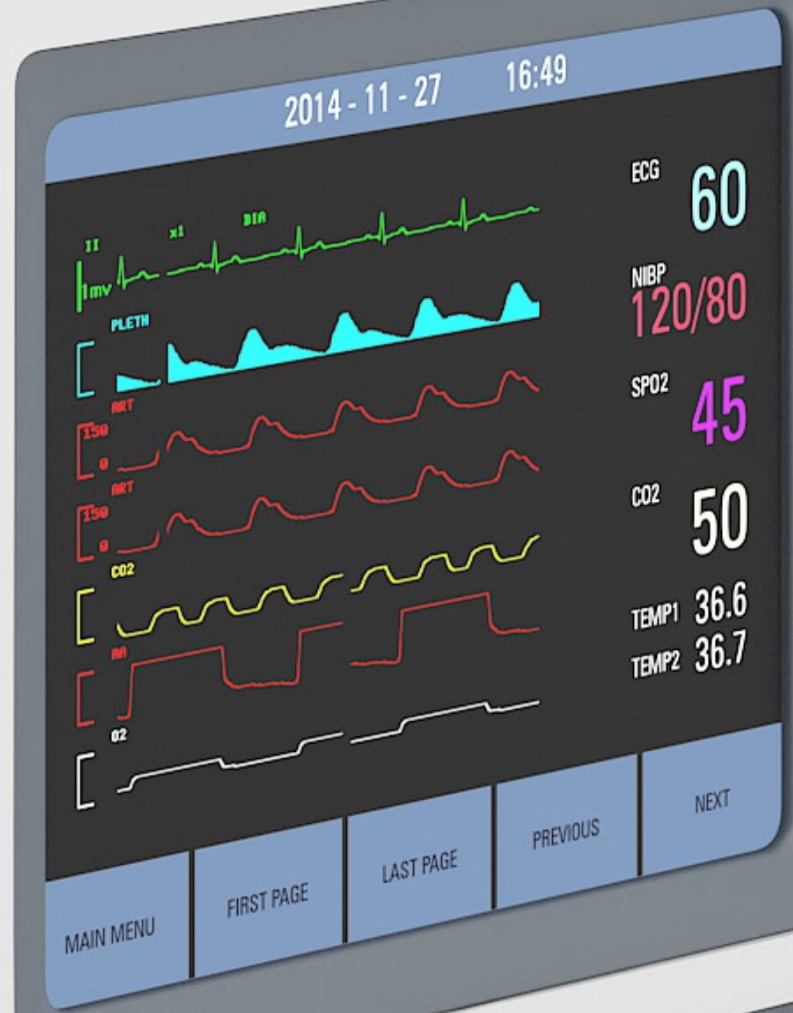 2014 - 11 - 27 16:49
II x1 DIA
1mv
PLETH
ART
150
0
ART
150
0
CO2
AA
O2
ECG 60
NIBP
120/80
SPO2 45
CO2 50
TEMP1 36.6
TEMP2 36.7
MAIN MENU
FIRST PAGE
LAST PAGE
PREVIOUS
NEXT